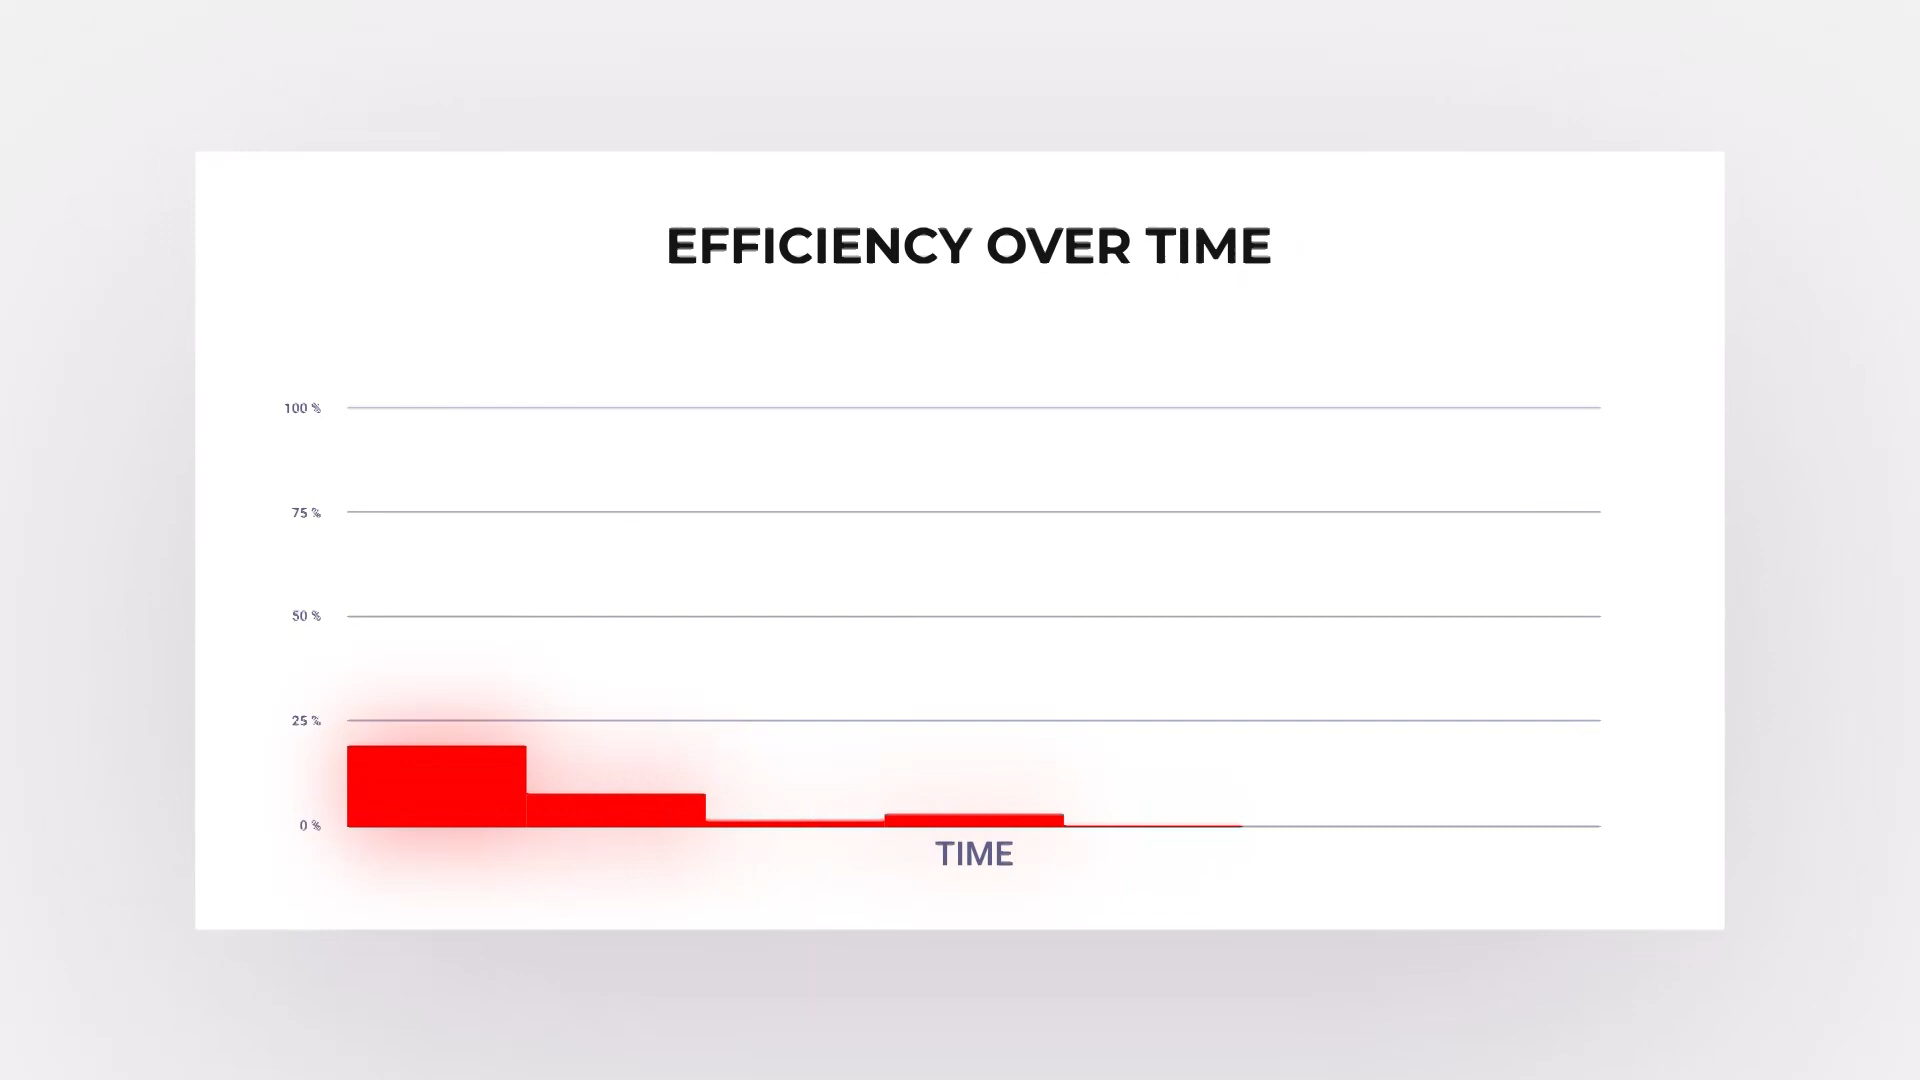 EFFICIENCY OVER TIME
100 %
75 %
50 %
25 %
0 %
TIME